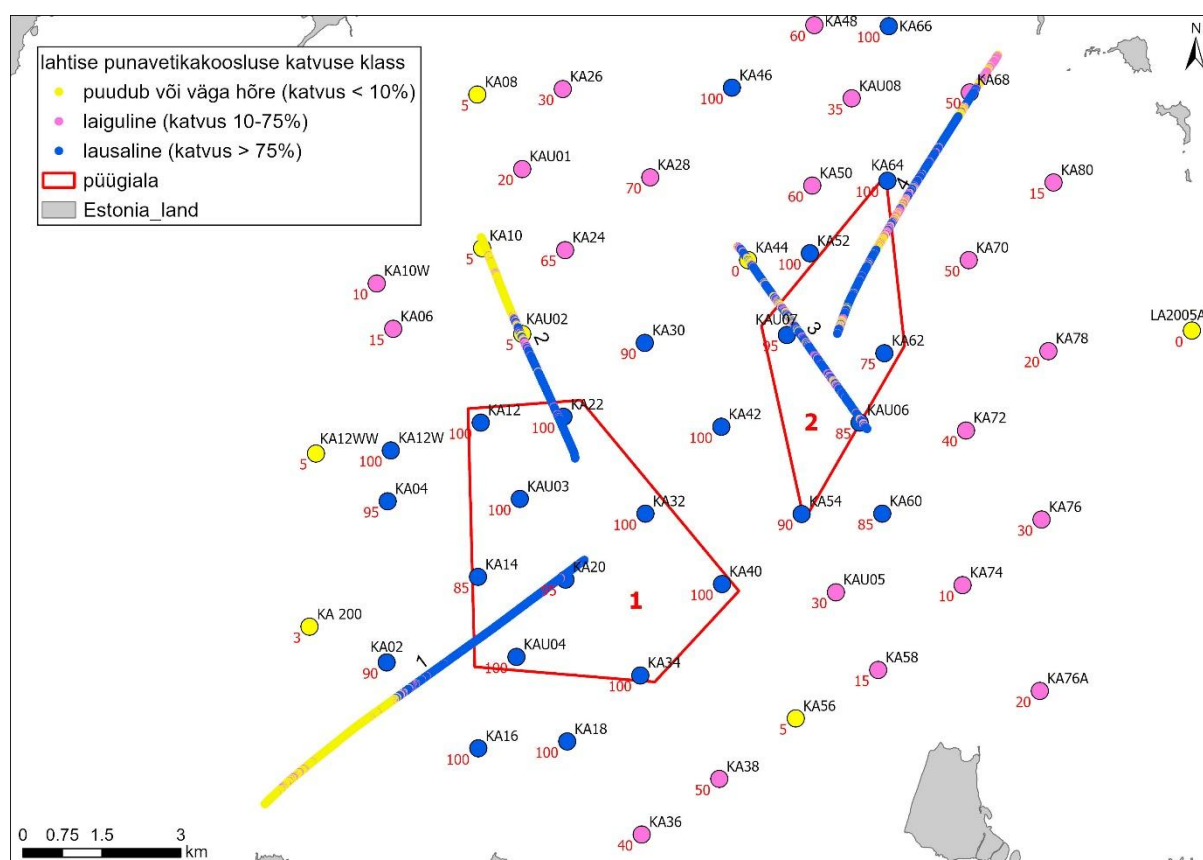 lahtise punavetikakoosluse katvuse klass
puudub või väga hõre (katvus < 10%)
laiguline (katvus 10-75%)
lausaline (katvus > 75%)
püügiala
Estonia_land
N
KA48
60
KA66
100
KA08
5
KA26
30
KA46
100
KAU08
35
KA68
50
KAU01
20
KA28
70
KA50
60
KA64
100
4
KA80
15
KA10
5
KA24
65
KA44
0
KA52
100
KA70
50
KA10W
10
KA06
15
KAU02
5
2
KA30
90
KAU07
95
3
KA62
75
KA78
20
LA2005A
0
KA12
100
KA22
100
KA42
100
2
KAU06
85
KA72
40
KA12WW
5
KA12W
100
KA04
95
KAU03
100
KA32
100
KA54
90
KA60
85
KA76
30
KA14
85
KA20
1
KA40
100
KAU05
30
KA74
10
KA 200
3
KA02
90
1
KAU04
100
KA34
100
KA58
15
KA76A
20
KA56
5
KA16
100
KA18
100
KA38
50
KA36
40
0 0.75 1.5 3
km